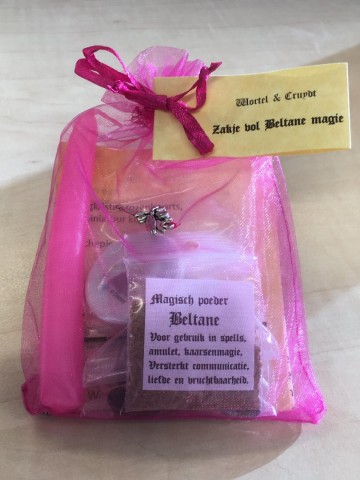 Wortel & Cruydt
Zakje vol Beltane magie
Magisch poeder
Beltane
Voor gebruik in spells,
amulet, kaarsenmagie,
Versterkt communicatie,
liefde en vruchtbaarheid.